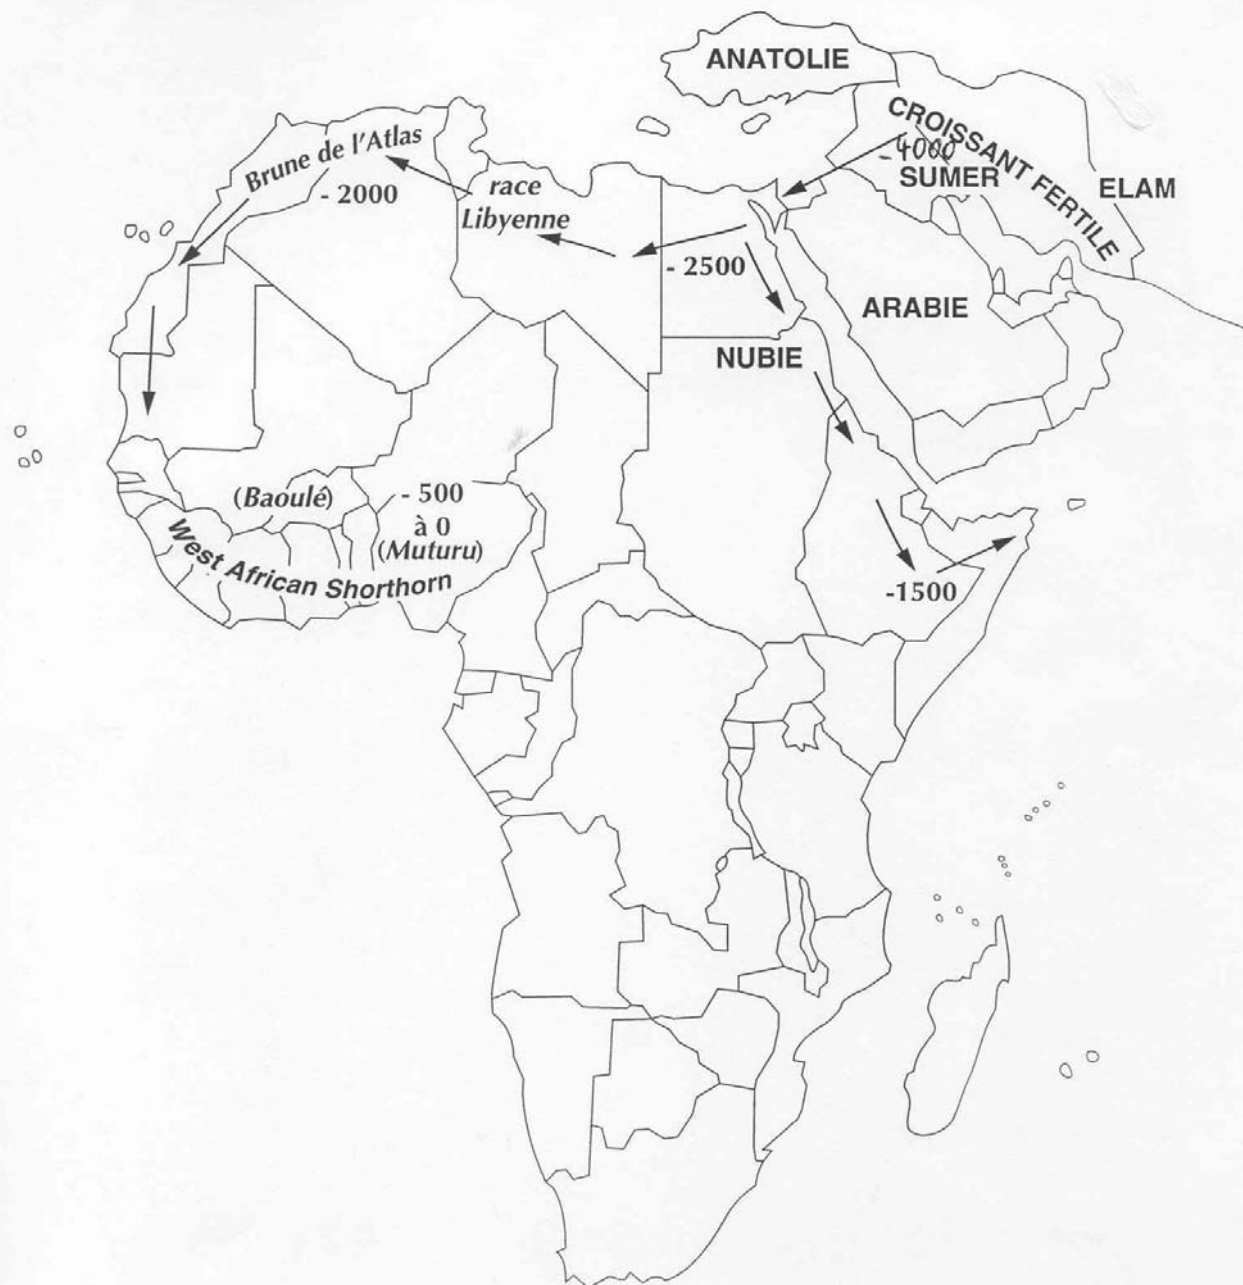 ANATOLIE
CROISSANT FERTILE
- 4000
SUMER
ELAM
Brune de l'Atlas
- 2000
race
Libyenne
- 2500
ARABIE
NUBIE
(Baoulé)
- 500
à 0
(Muturu)
West African Shorthorn
-1500